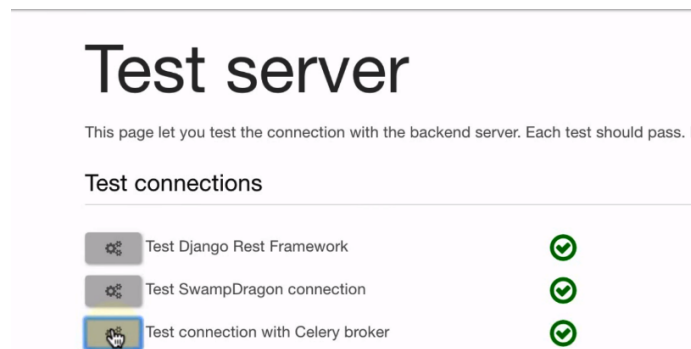 Test server
This page let you test the connection with the backend server. Each test should pass.
Test connections
Test Django Rest Framework
Test SwampDragon connection
Test connection with Celery broker